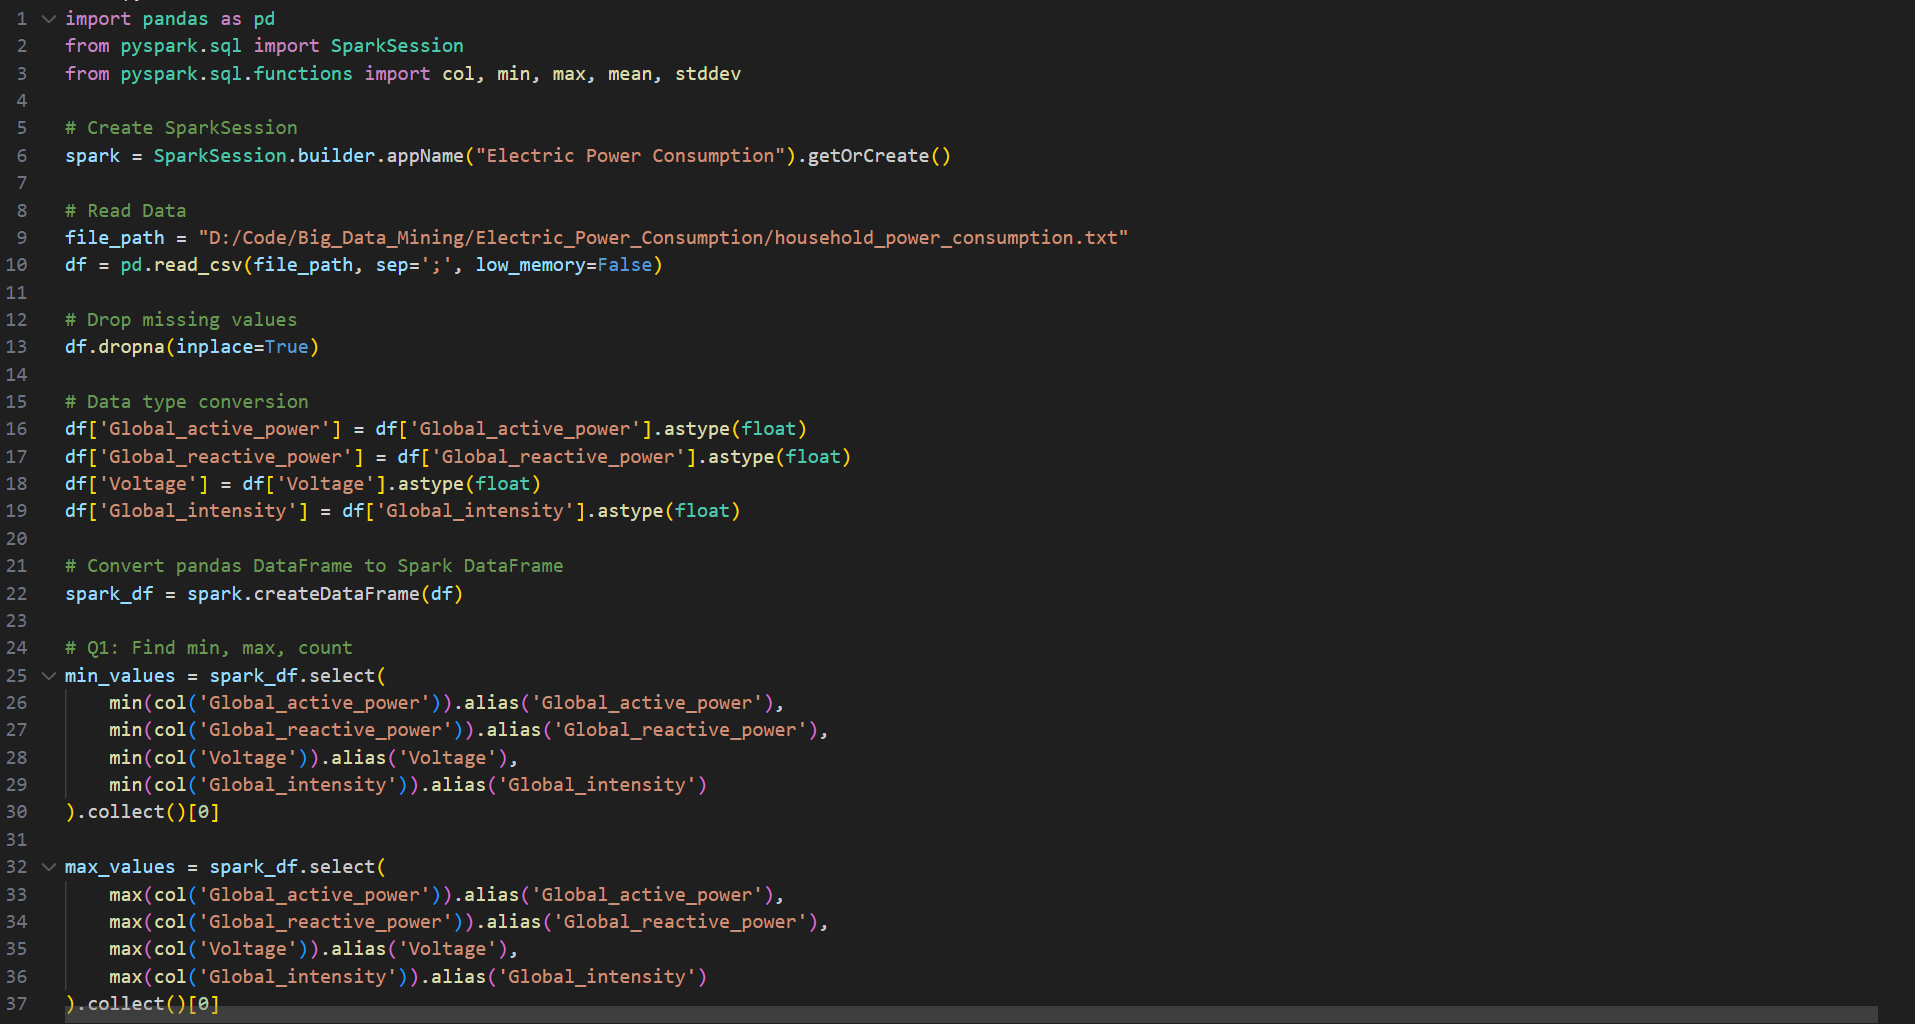 1 import pandas as pd
2 from pyspark.sql import SparkSession
3 from pyspark.sql.functions import col, min, max, mean, stddev
4
5 # Create SparkSession
6 spark = SparkSession.builder.appName("Electric Power Consumption").getOrCreate()
7
8 # Read Data
9 file_path = "D:/Code/Big_Data_Mining/Electric_Power_Consumption/household_power_consumption.txt"
10 df = pd.read_csv(file_path, sep=';', low_memory=False)
11
12 # Drop missing values
13 df.dropna(inplace=True)
14
15 # Data type conversion
16 df['Global_active_power'] = df['Global_active_power'].astype(float)
17 df['Global_reactive_power'] = df['Global_reactive_power'].astype(float)
18 df['Voltage'] = df['Voltage'].astype(float)
19 df['Global_intensity'] = df['Global_intensity'].astype(float)
20
21 # Convert pandas DataFrame to Spark DataFrame
22 spark_df = spark.createDataFrame(df)
23
24 # Q1: Find min, max, count
25 min_values = spark_df.select(
26     min(col('Global_active_power')).alias('Global_active_power'),
27     min(col('Global_reactive_power')).alias('Global_reactive_power'),
28     min(col('Voltage')).alias('Voltage'),
29     min(col('Global_intensity')).alias('Global_intensity')
30 ).collect()[0]
31
32 max_values = spark_df.select(
33     max(col('Global_active_power')).alias('Global_active_power'),
34     max(col('Global_reactive_power')).alias('Global_reactive_power'),
35     max(col('Voltage')).alias('Voltage'),
36     max(col('Global_intensity')).alias('Global_intensity')
37 ).collect()[0]